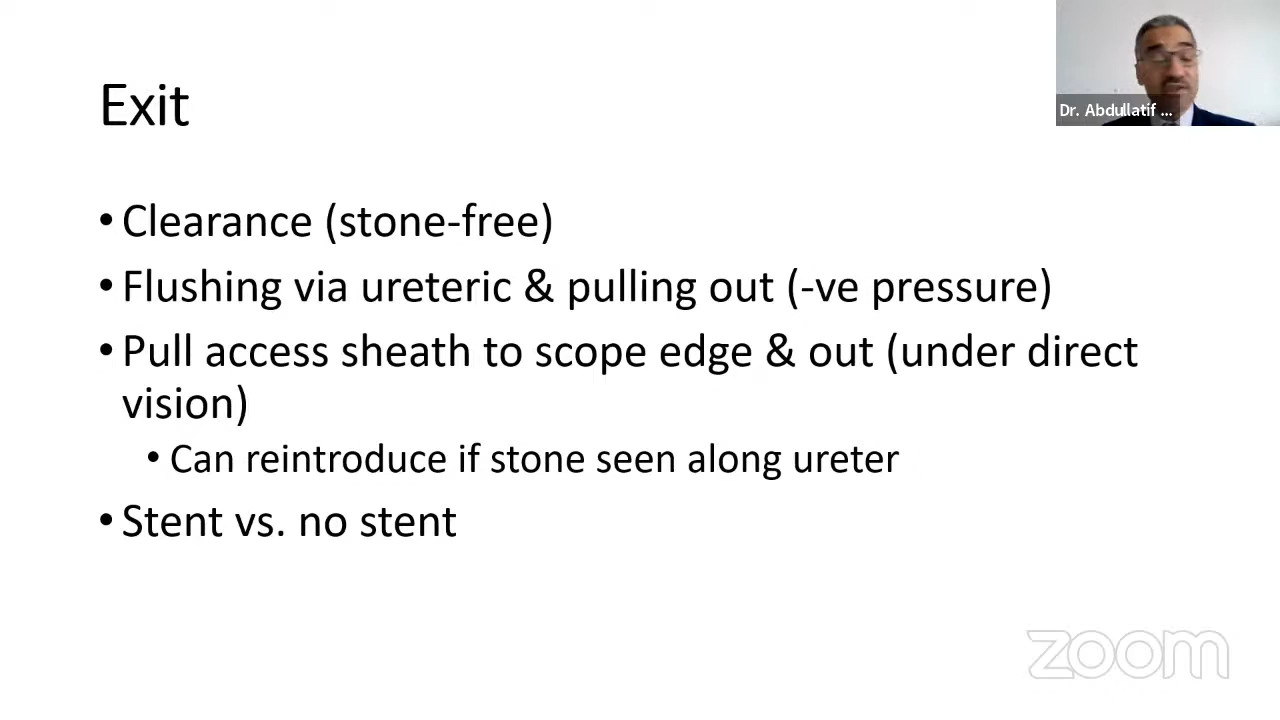 Exit
• Clearance (stone-free)
• Flushing via ureteric & pulling out (-ve pressure)
• Pull access sheath to scope edge & out (under direct
vision)
• Can reintroduce if stone seen along ureter
• Stent vs. no stent
Dr. Abdullatif ...
zoom